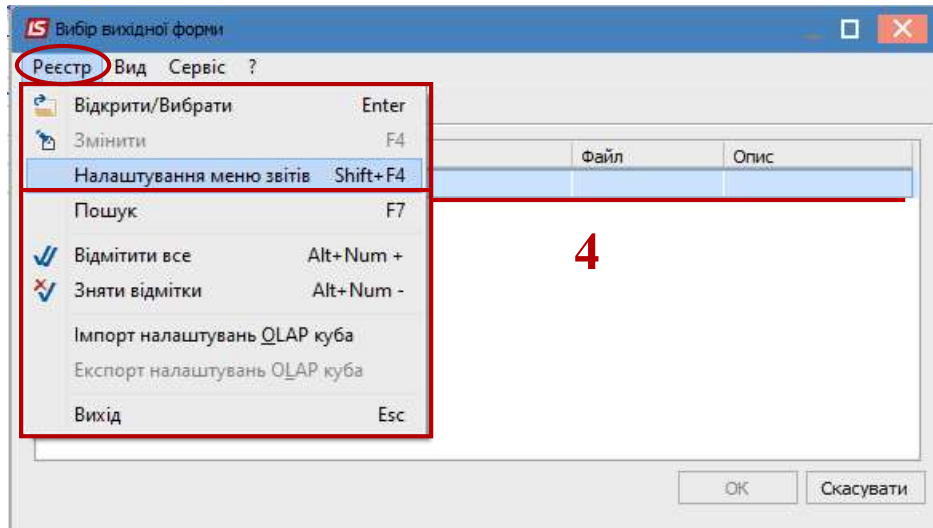 IS Вибір вихідної форми
Реєстр Вид Сервіс ?
Відкрити/Вибрати Enter
Змінити F4
Файл Опис
Налаштування меню звітів Shift+F4
Пошук F7
4
Відмітити все Alt+Num +
Зняти відмітки Alt+Num -
Імпорт налаштувань OLAP куба
Експорт налаштувань OLAP куба
Вихід Esc
OK Скасувати